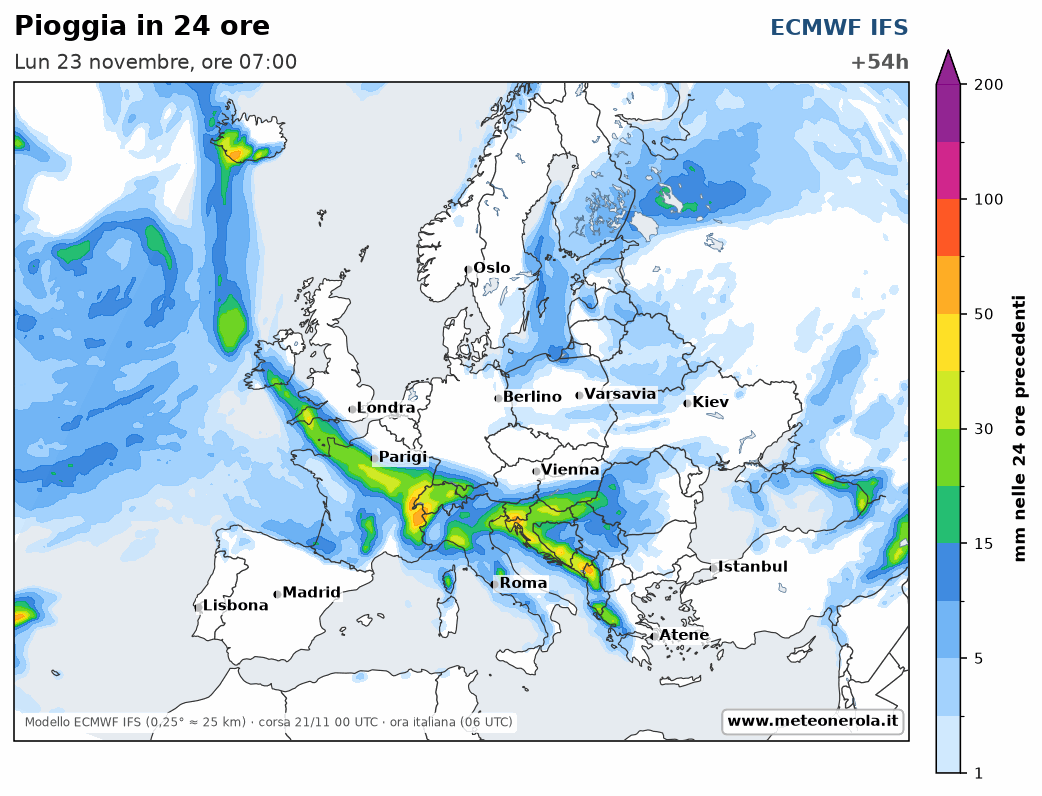 Pioggia in 24 ore
ECMWF IFS
Lun 23 novembre, ore 07:00
+54h
200
100
50
30
15
5
1
mm nelle 24 ore precedenti
Oslo
Londra
Berlino
Varsavia
Kiev
Parigi
Vienna
Istanbul
Roma
Madrid
Lisbona
Atene
Modello ECMWF IFS (0,25° ≈ 25 km) · corsa 21/11 00 UTC · ora italiana (06 UTC)
www.meteonerola.it